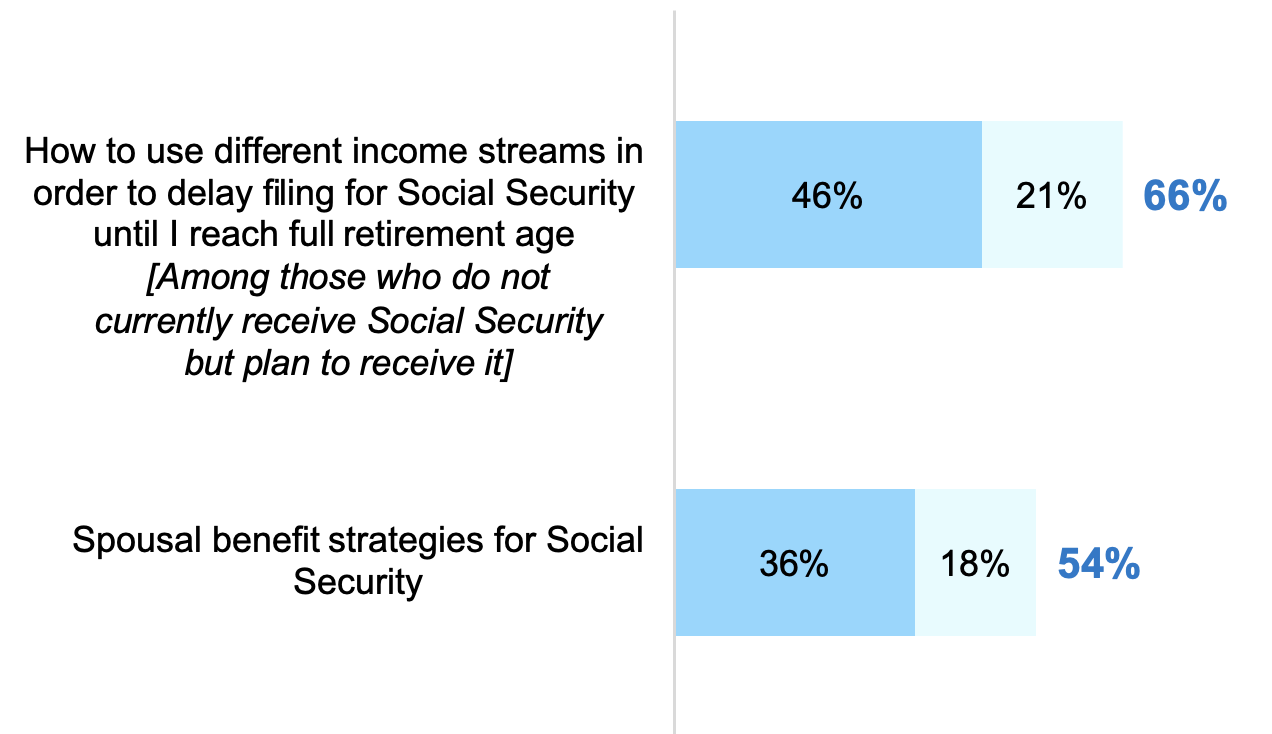 How to use different income streams in
order to delay filing for Social Security
until I reach full retirement age
[Among those who do not
currently receive Social Security
but plan to receive it]
46%
21%
66%
Spousal benefit strategies for Social
Security
36%
18%
54%